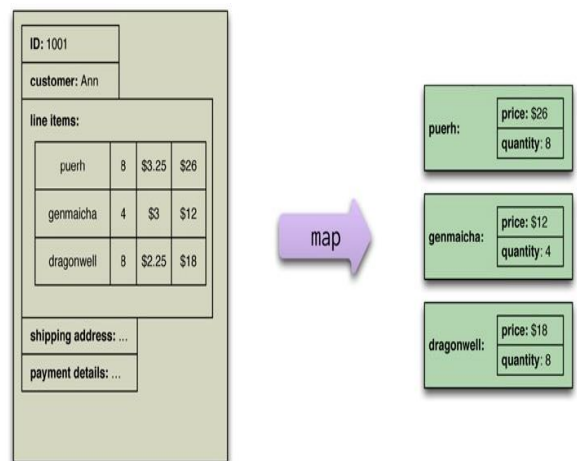 ID: 1001
customer: Ann
line items:
puerh 8 $3.25 $26
genmaicha 4 $3 $12
dragonwell 8 $2.25 $18
shipping address: ...
payment details: ...
map
puerh:
price: $26
quantity: 8
genmaicha:
price: $12
quantity: 4
dragonwell:
price: $18
quantity: 8